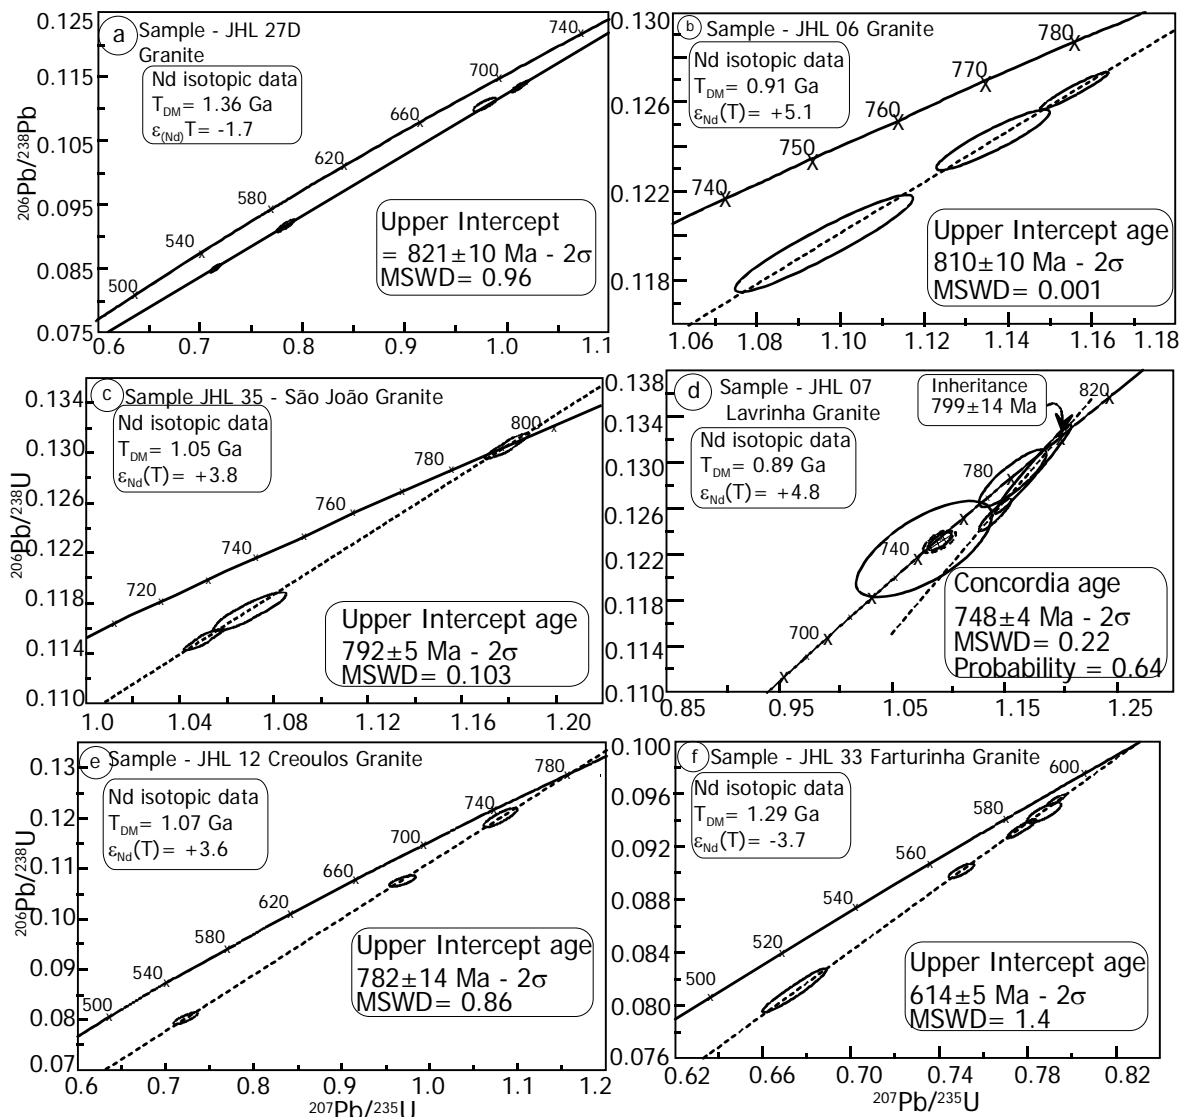 a
Sample - JHL 27D
Granite
Nd isotopic data
TDM= 1.36 Ga
ε(Nd)T= -1.7
Upper Intercept
= 821±10 Ma - 2σ
MSWD= 0.96
206Pb/238Pb
0.125
0.115
0.105
0.095
0.085
0.075
500
540
580
620
660
700
740
0.6
0.7
0.8
0.9
1.0
1.1
b
Sample - JHL 06 Granite
Nd isotopic data
TDM= 0.91 Ga
εNd(T)= +5.1
Upper Intercept age
810±10 Ma - 2σ
MSWD= 0.001
0.130
0.126
0.122
0.118
740
750
760
770
780
1.06
1.08
1.10
1.12
1.14
1.16
1.18
c
Sample JHL 35 - São João Granite
Nd isotopic data
TDM= 1.05 Ga
εNd(T)= +3.8
Upper Intercept age
792±5 Ma - 2σ
MSWD= 0.103
206Pb/238U
0.134
0.130
0.126
0.122
0.118
0.114
0.110
720
740
760
780
800
1.0
1.04
1.08
1.12
1.16
1.20
d
Sample - JHL 07
Lavrinha Granite
Inheritance
799±14 Ma
Nd isotopic data
TDM= 0.89 Ga
εNd(T)= +4.8
Concordia age
748±4 Ma - 2σ
MSWD= 0.22
Probability = 0.64
0.138
0.134
0.130
0.126
0.122
0.118
0.114
0.110
700
740
780
820
0.85
0.95
1.05
1.15
1.25
e
Sample - JHL 12 Creoulos Granite
Nd isotopic data
TDM= 1.07 Ga
εNd(T)= +3.6
Upper Intercept age
782±14 Ma - 2σ
MSWD= 0.86
206Pb/238U
0.13
0.12
0.11
0.10
0.09
0.08
0.07
500
540
580
620
660
700
740
780
0.6
0.7
0.8
0.9
1.0
1.1
1.2
207Pb/235U
f
Sample - JHL 33 Farturinha Granite
Nd isotopic data
TDM= 1.29 Ga
εNd(T)= -3.7
Upper Intercept age
614±5 Ma - 2σ
MSWD= 1.4
0.100
0.096
0.092
0.088
0.084
0.080
0.076
500
520
540
560
580
600
0.62
0.66
0.70
0.74
0.78
0.82
207Pb/235U